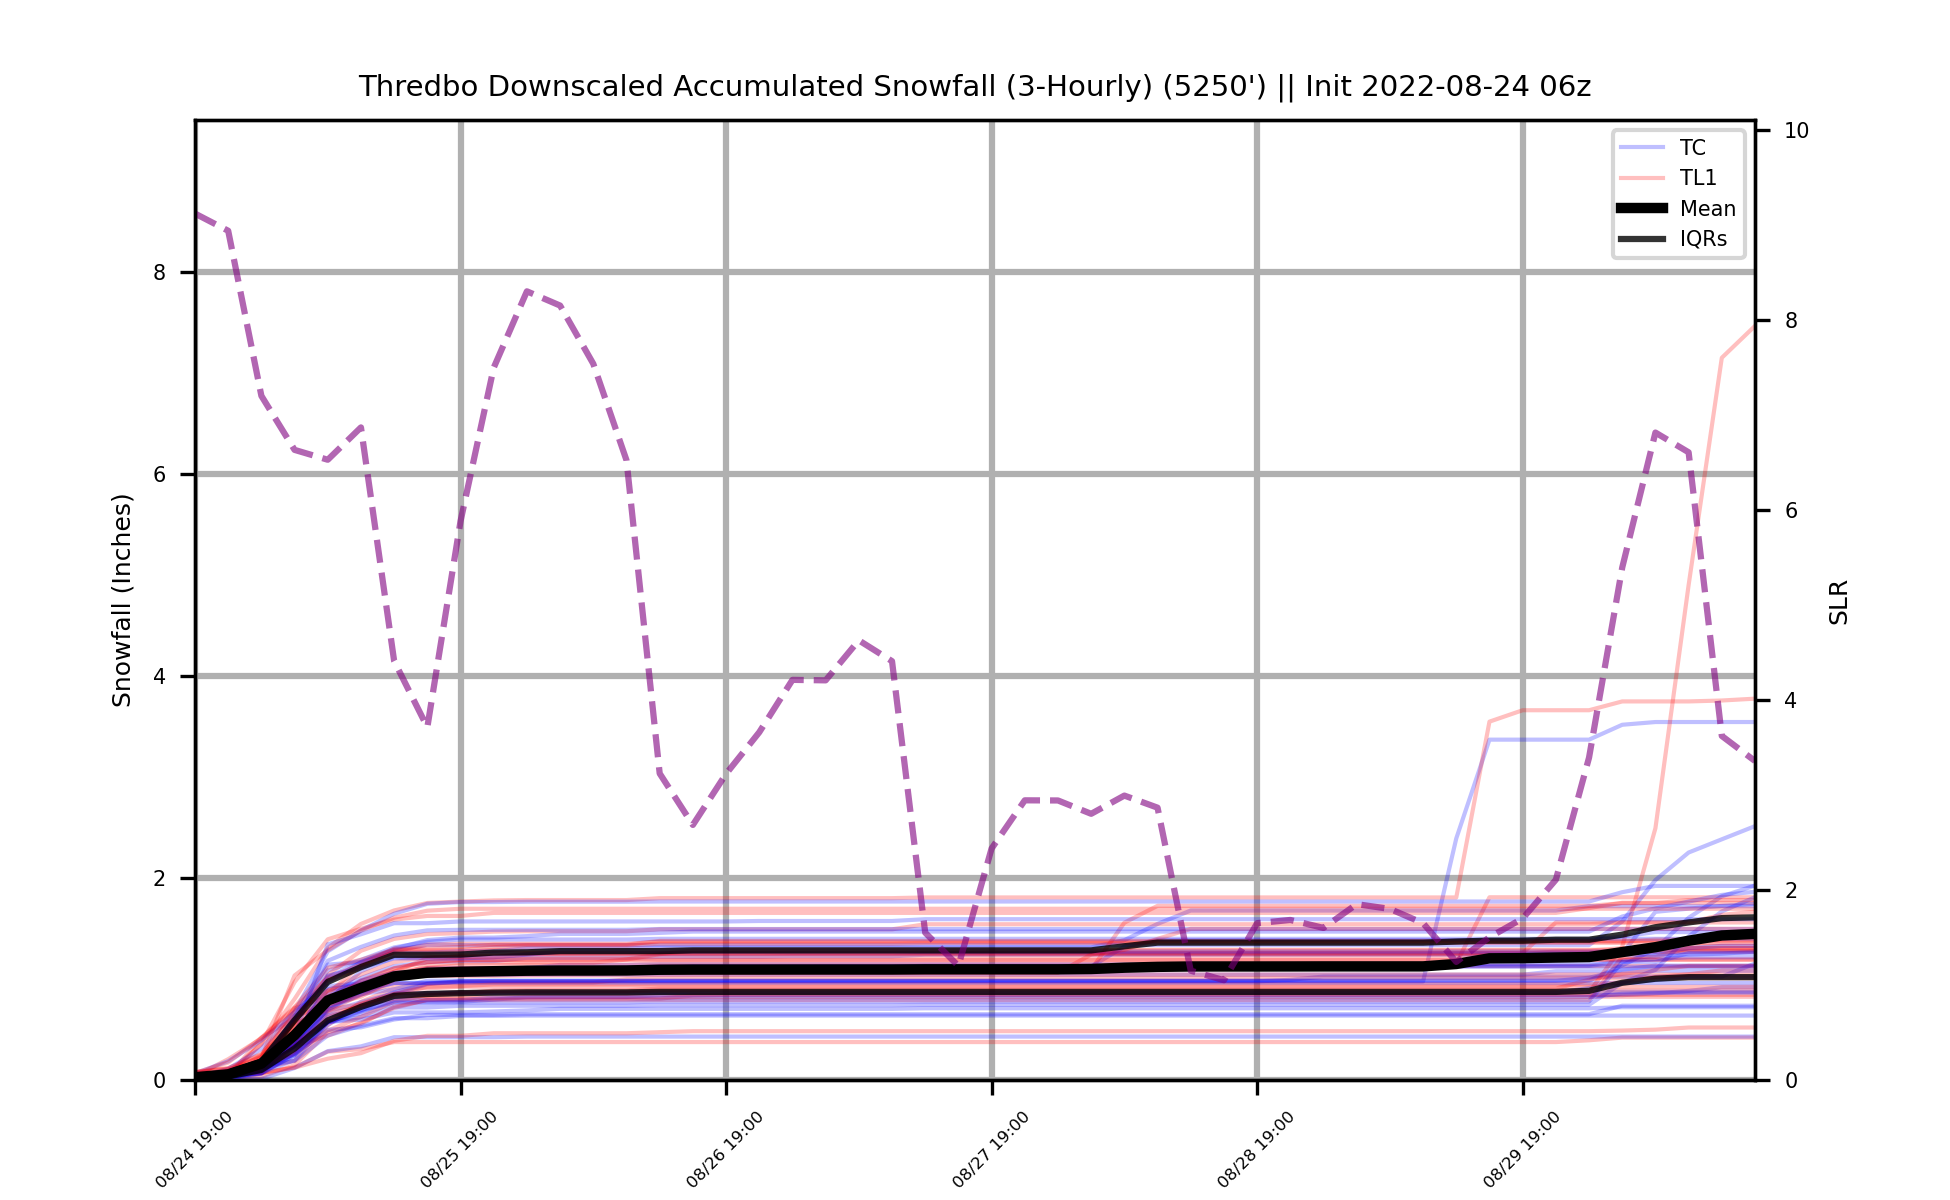 Thredbo Downscaled Accumulated Snowfall (3-Hourly) (5250') || Init 2022-08-24 06z
TC
TL1
Mean
IQRs
Snowfall (Inches)
8
6
4
2
0
SLR
10
8
6
4
2
0
08/24 19:00
08/25 19:00
08/26 19:00
08/27 19:00
08/28 19:00
08/29 19:00